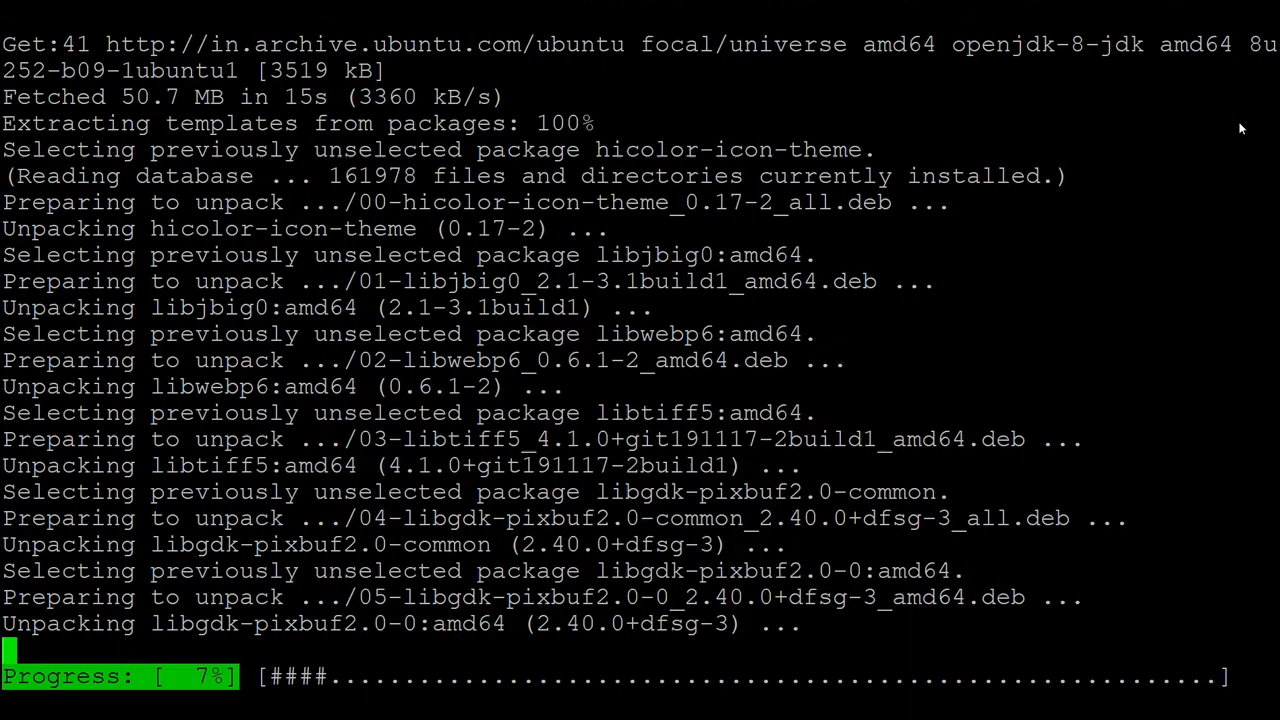 Get:41 http://in.archive.ubuntu.com/ubuntu focal/universe amd64 openjdk-8-jdk amd64 8u
252-b09-1ubuntu1 [3519 kB]
Fetched 50.7 MB in 15s (3360 kB/s)
Extracting templates from packages: 100%
Selecting previously unselected package hicolor-icon-theme.
(Reading database ... 161978 files and directories currently installed.)
Preparing to unpack .../00-hicolor-icon-theme_0.17-2_all.deb ...
Unpacking hicolor-icon-theme (0.17-2) ...
Selecting previously unselected package libjbig0:amd64.
Preparing to unpack .../01-libjbig0_2.1-3.1build1_amd64.deb ...
Unpacking libjbig0:amd64 (2.1-3.1build1) ...
Selecting previously unselected package libwebp6:amd64.
Preparing to unpack .../02-libwebp6_0.6.1-2_amd64.deb ...
Unpacking libwebp6:amd64 (0.6.1-2) ...
Selecting previously unselected package libtiff5:amd64.
Preparing to unpack .../03-libtiff5_4.1.0+git191117-2build1_amd64.deb ...
Unpacking libtiff5:amd64 (4.1.0+git191117-2build1) ...
Selecting previously unselected package libgdk-pixbuf2.0-common.
Preparing to unpack .../04-libgdk-pixbuf2.0-common_2.40.0+dfsg-3_all.deb ...
Unpacking libgdk-pixbuf2.0-common (2.40.0+dfsg-3) ...
Selecting previously unselected package libgdk-pixbuf2.0-0:amd64.
Preparing to unpack .../05-libgdk-pixbuf2.0-0_2.40.0+dfsg-3_amd64.deb ...
Unpacking libgdk-pixbuf2.0-0:amd64 (2.40.0+dfsg-3) ...
Progress: [  7%] [####............................................................]